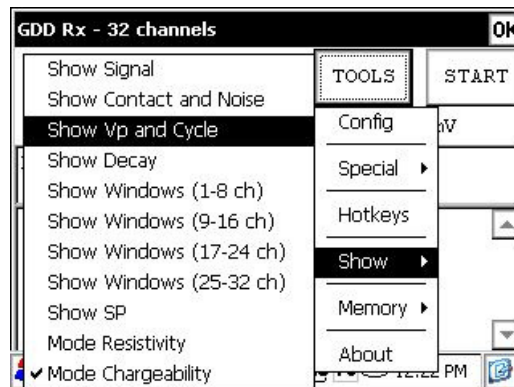 GDD Rx - 32 channels OK
Show Signal
Show Contact and Noise
Show Vp and Cycle
Show Decay
Show Windows (1-8 ch)
Show Windows (9-16 ch)
Show Windows (17-24 ch)
Show Windows (25-32 ch)
Show SP
Mode Resistivity
✓ Mode Chargeability
TOOLS START
Config
Special
Hotkeys
Show
Memory
About
PM